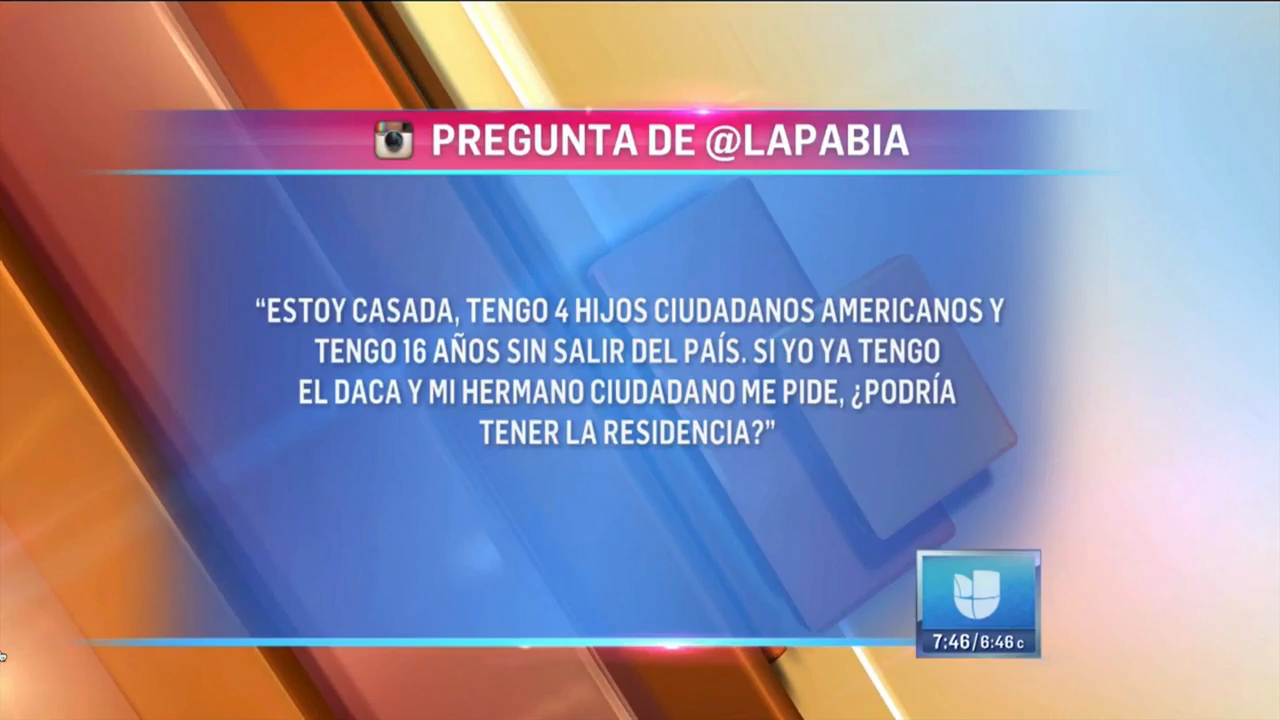 PREGUNTA DE @LAPABIA
“ESTOY CASADA, TENGO 4 HIJOS CIUDADANOS AMERICANOS Y
TENGO 16 AÑOS SIN SALIR DEL PAÍS. SI YO YA TENGO
EL DACA Y MI HERMANO CIUDADANO ME PIDE, ¿PODRÍA
TENER LA RESIDENCIA?”
7:46/6:46 c